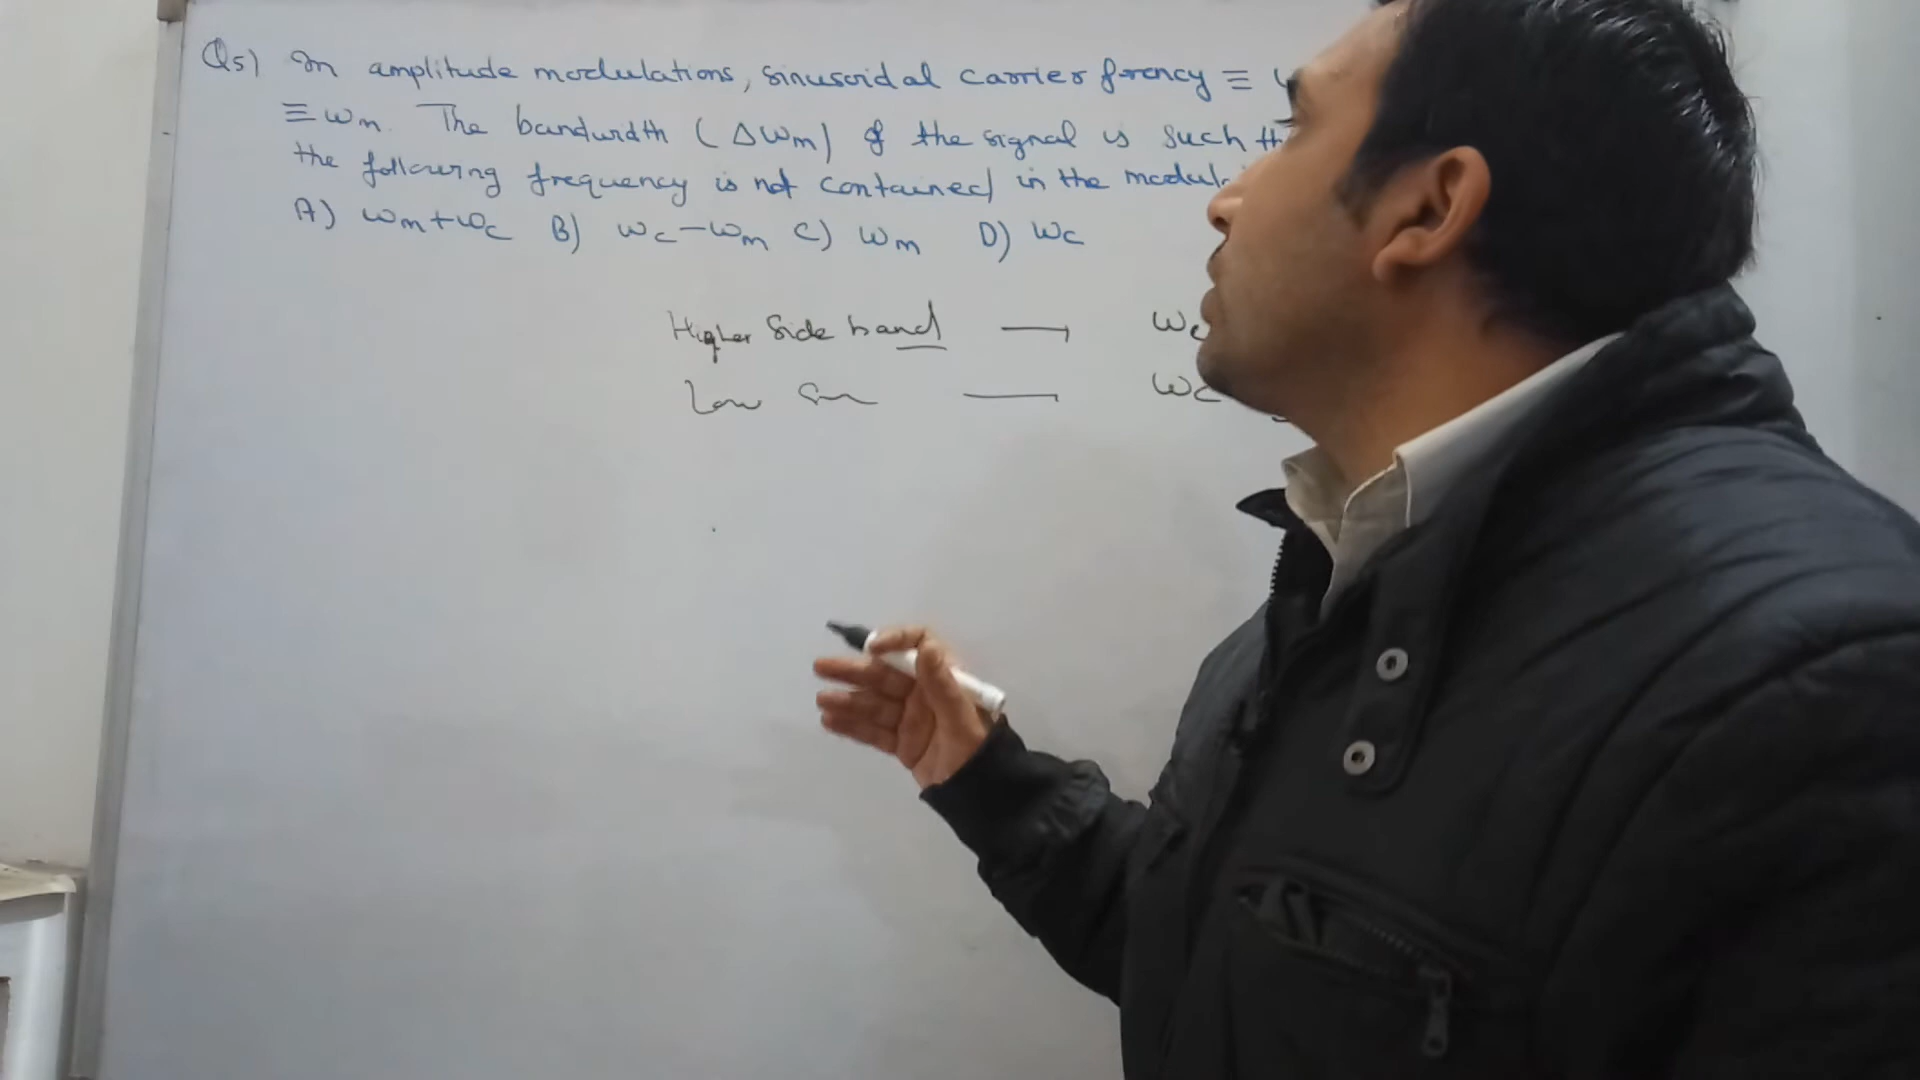 Q5) In amplitude modulations, sinusoidal carrier frency ≡
≡ ωm. The bandwidth (Δωm) of the signal is such
the following frequency is not contained in the
A) ωm+ωc B) ωc-ωm C) ωm D) ωc
Higher Side band —
Low —